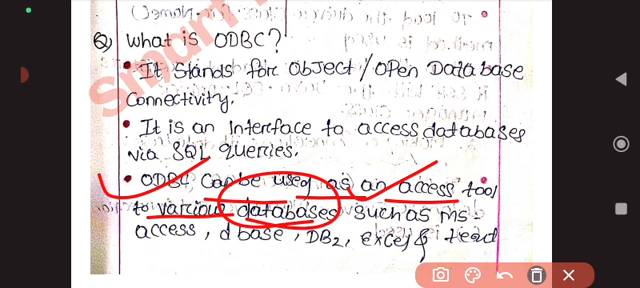 Q) What is ODBC?
• It stands for Object / Open Database
Connectivity.
• It is an interface to access databases
via SQL queries.
• ODBC can be used as an access tool
to various databases such as MS-
access, dbase, DB2, excel &